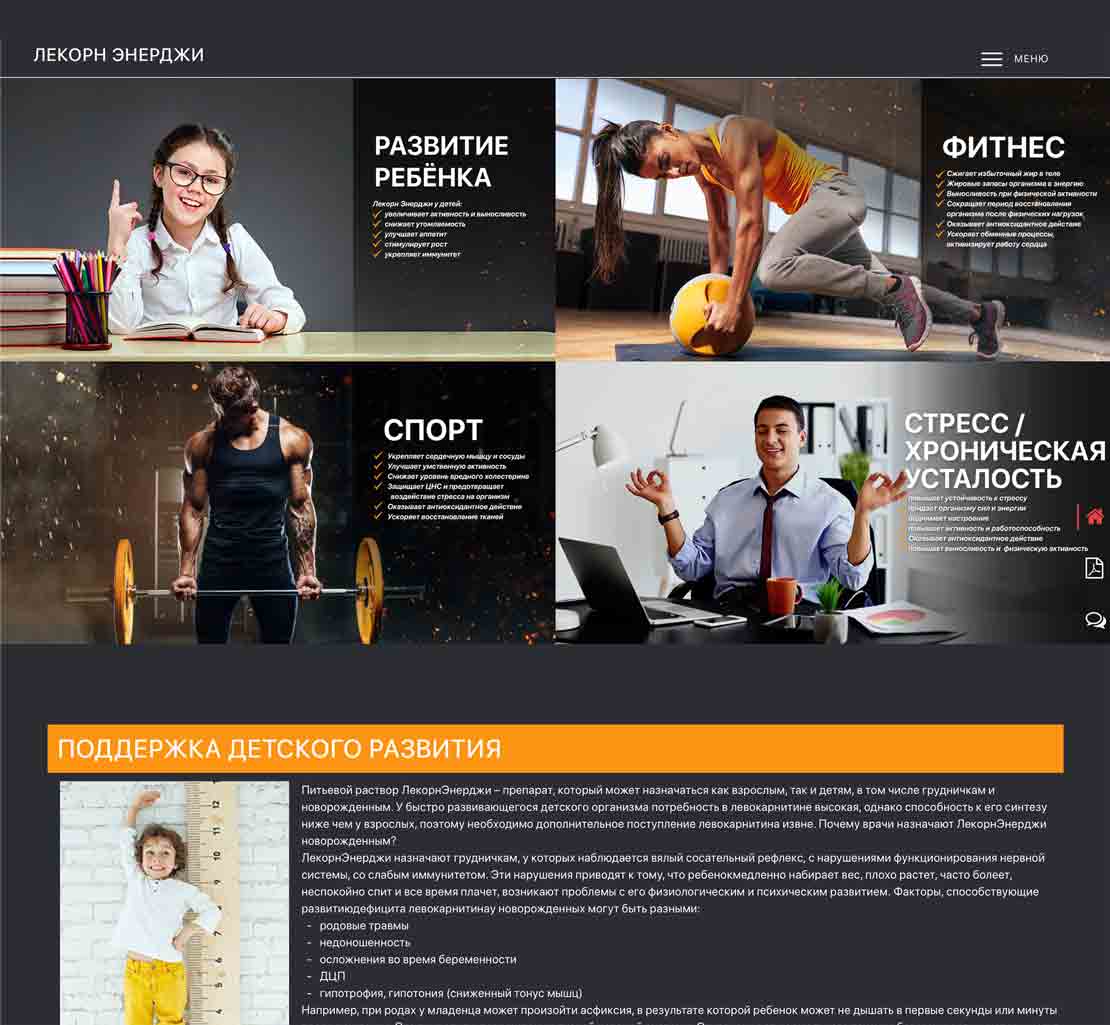 ЛЕКОРН ЭНЕРДЖИ
МЕНЮ
РАЗВИТИЕ
РЕБЁНКА
Лекорн Энерджи у детей:
увеличивает активность и выносливость
снижает утомляемость
улучшает аппетит
стимулирует рост
укрепляет иммунитет
ФИТНЕС
Сжигает избыточный жир в теле
Жировые запасы организма в энергию
Выносливость при физической активности
Сокращает период восстановления
организма после физических нагрузок
Оказывает антиоксидантное действие
Ускоряет обменные процессы,
активизирует работу сердца
СПОРТ
Укрепляет сердечную мышцу и сосуды
Улучшает умственную активность
Снижает уровень вредного холестерина
Защищает ЦНС и предотвращает
воздействие стресса на организм
Оказывает антиоксидантное действие
Ускоряет восстановление тканей
СТРЕСС /
ХРОНИЧЕСКАЯ
УСТАЛОСТЬ
повышает устойчивость к стрессу
придает организму сил и энергии
поднимает настроение
повышает активность и работоспособность
Оказывает антиоксидантное действие
повышает выносливость и физическую активность
ПОДДЕРЖКА ДЕТСКОГО РАЗВИТИЯ
12
11
10
9
8
7
6
5
4
Питьевой раствор ЛекорнЭнерджи – препарат, который может назначаться как взрослым, так и детям, в том числе грудничкам и
новорожденным. У быстро развивающегося детского организма потребность в левокарнитине высокая, однако способность к его синтезу
ниже чем у взрослых, поэтому необходимо дополнительное поступление левокарнитина извне. Почему врачи назначают ЛекорнЭнерджи
новорожденным?
ЛекорнЭнерджи назначают грудничкам, у которых наблюдается вялый сосательный рефлекс, с нарушениями функционирования нервной
системы, со слабым иммунитетом. Эти нарушения приводят к тому, что ребенокмедленно набирает вес, плохо растет, часто болеет,
неспокойно спит и все время плачет, возникают проблемы с его физиологическим и психическим развитием. Факторы, способствующие
развитиюдефицита левокарнитинау новорожденных могут быть разными:
- родовые травмы
- недоношенность
- осложнения во время беременности
- ДЦП
- гипотрофия, гипотония (сниженный тонус мышц)
Например, при родах у младенца может произойти асфиксия, в результате которой ребенок может не дышать в первые секунды или минуты